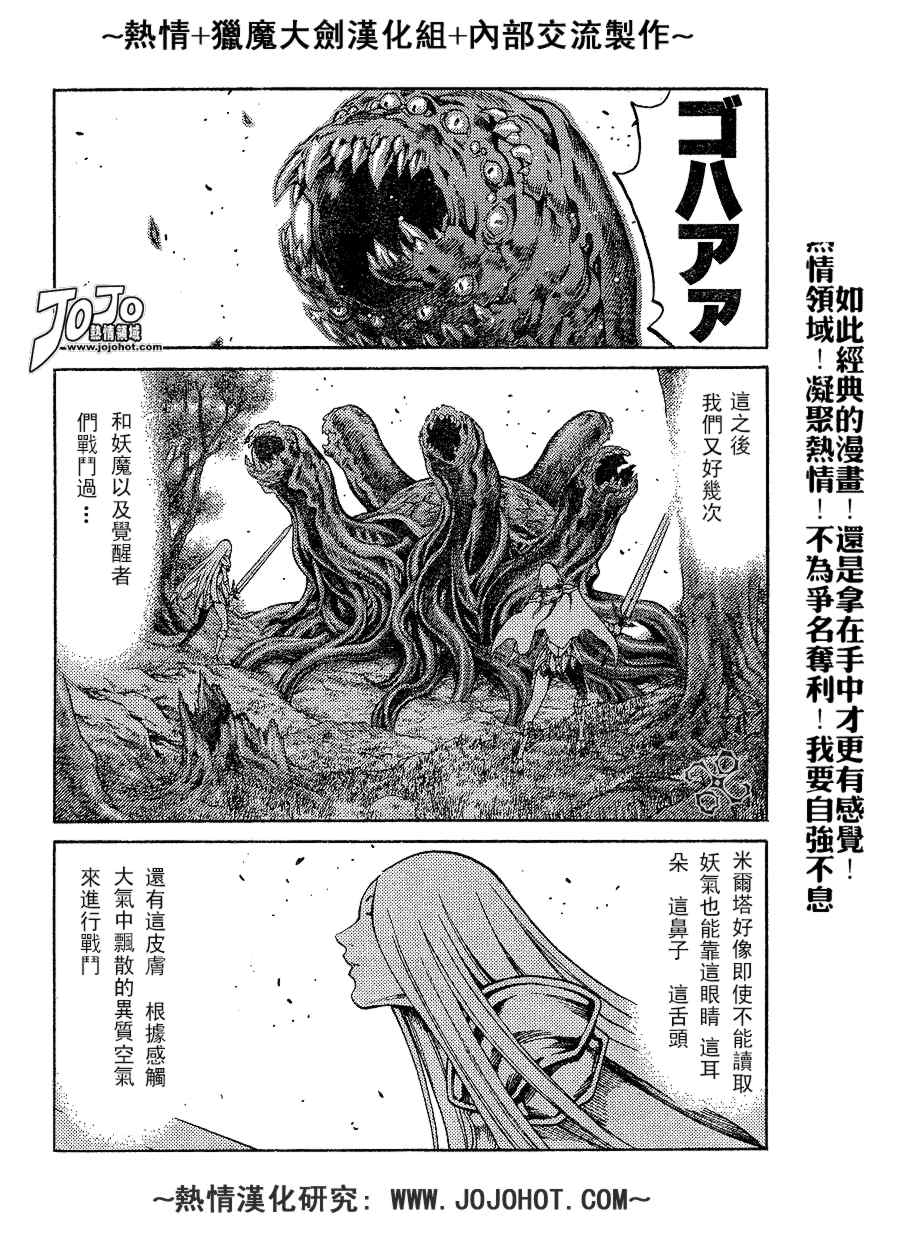 ~熱情+獵魔大劍漢化組+內部交流製作~
ゴハアァ
JOJO
熱情領域
www.jojohot.com
如此經典的漫畫！還是拿在手中才更有感覺！
熱情領域！凝聚熱情！不為爭名奪利！我要自強不息
這之後
我們又好幾次
和妖魔以及覺醒者
們戰鬥過…
米爾塔好像即使不能讀取
妖氣也能靠這眼睛 這耳
朵 這鼻子 這舌頭
還有這皮膚 根據感觸
大氣中飄散的異質空氣
來進行戰鬥
~熱情漢化研究: WWW.JOJOHOT.COM~